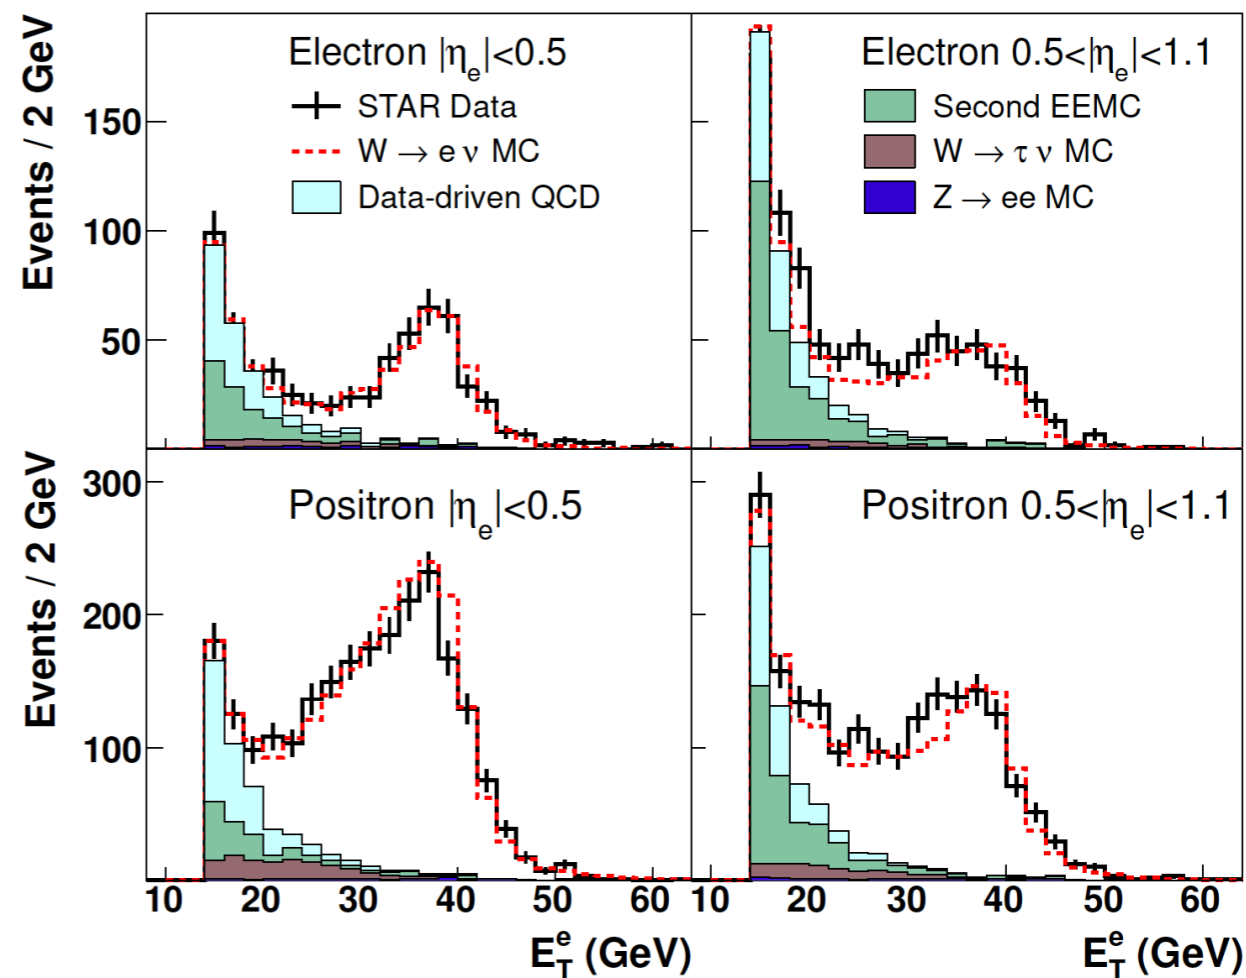 Electron |ηe|<0.5
STAR Data
W → e ν MC
Data-driven QCD
Electron 0.5<|ηe|<1.1
Second EEMC
W → τ ν MC
Z → ee MC
Events / 2 GeV
150
100
50
Positron |ηe|<0.5
Positron 0.5<|ηe|<1.1
Events / 2 GeV
300
200
100
10 20 30 40 50 60 10 20 30 40 50 60
E_T^e (GeV)
E_T^e (GeV)